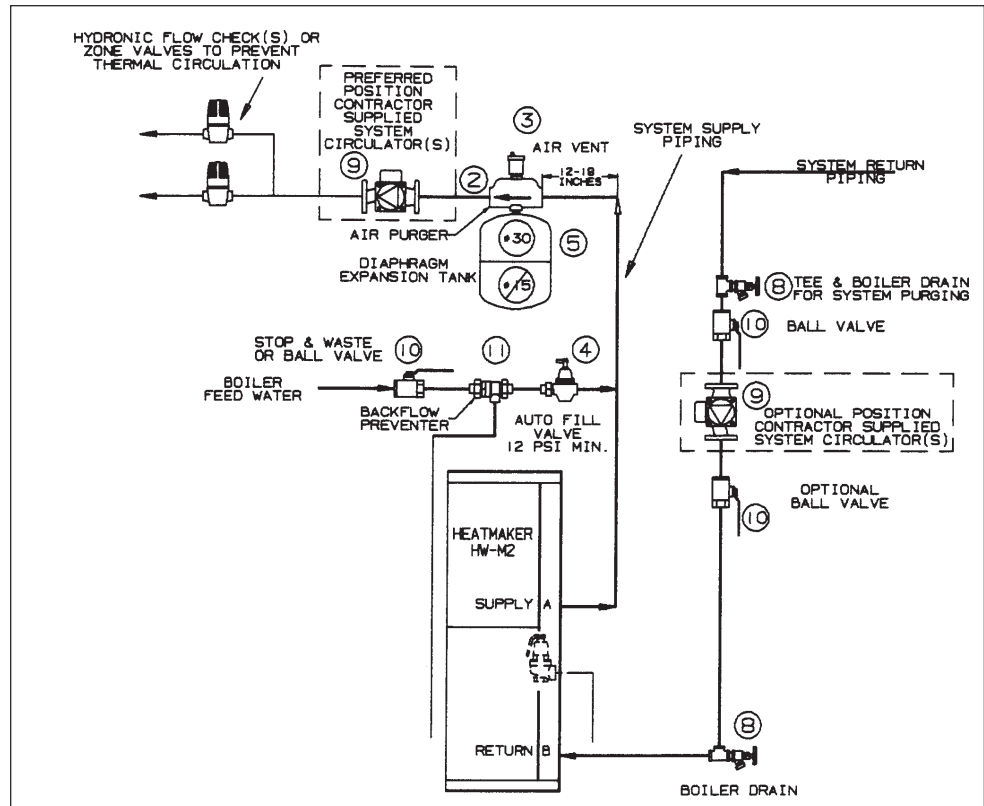 HYDRONIC FLOW CHECK(S) OR
ZONE VALVES TO PREVENT
THERMAL CIRCULATION
PREFERRED
POSITION
CONTRACTOR
SUPPLIED
SYSTEM
CIRCULATOR(S)
9
2
3
AIR VENT
12-18
INCHES
SYSTEM SUPPLY
PIPING
SYSTEM RETURN
PIPING
AIR PURGER
#30
5
DIAPHRAGM
EXPANSION TANK
#15
8 TEE & BOILER DRAIN
FOR SYSTEM PURGING
10 BALL VALVE
STOP & WASTE
OR BALL VALVE
10
11
4
BOILER
FEED WATER
BACKFLOW
PREVENTER
AUTO FILL
VALVE
12 PSI MIN.
9
OPTIONAL POSITION
CONTRACTOR SUPPLIED
SYSTEM CIRCULATOR(S)
OPTIONAL
BALL VALVE
10
HEATMAKER
HW-M2
SUPPLY A
RETURN B
8
BOILER DRAIN